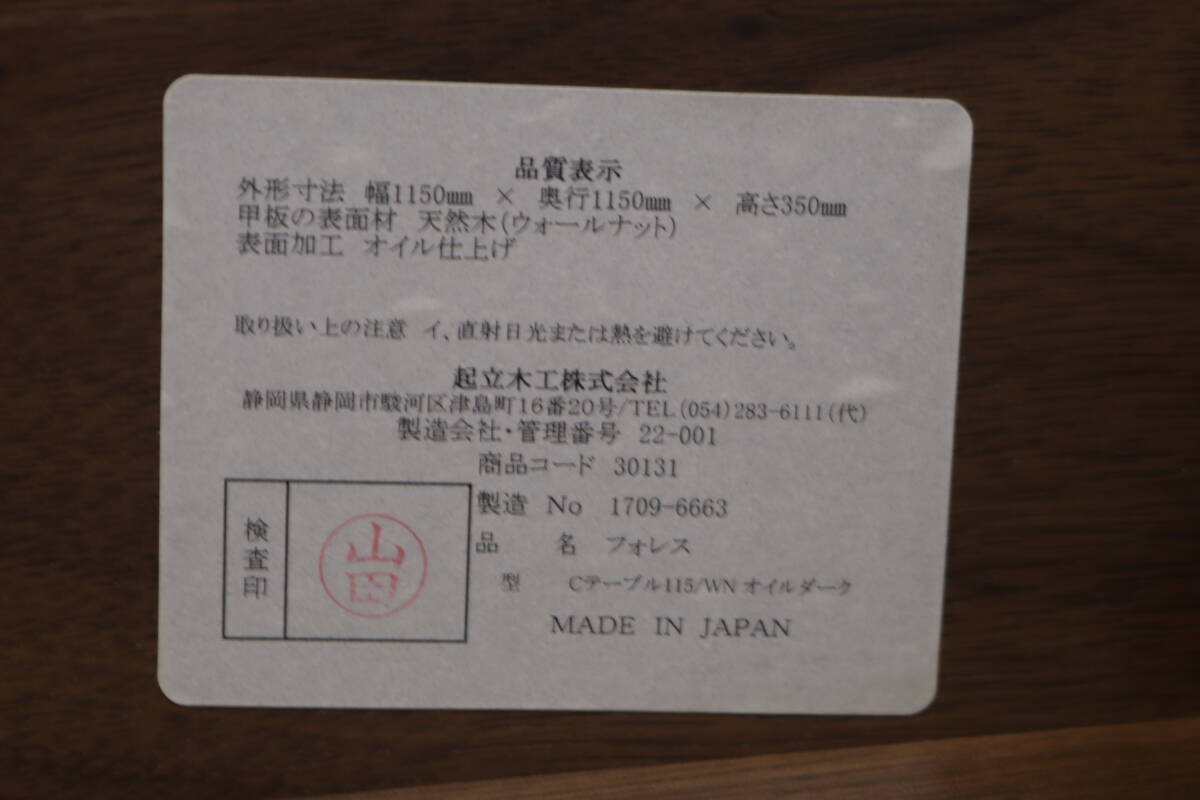 品質表示
外形寸法 幅1150mm × 奥行1150mm × 高さ350mm
甲板の表面材 天然木(ウォールナット)
表面加工 オイル仕上げ
取り扱い上の注意 イ、直射日光または熱を避けてください。
起立木工株式会社
静岡県静岡市駿河区津島町16番20号/TEL(054)283-6111(代)
製造会社・管理番号 22-001
商品コード 30131
製造 No 1709-6663
品 名 フォレス
型 Cテーブル115/WN オイルダーク
MADE IN JAPAN
検査印
山田